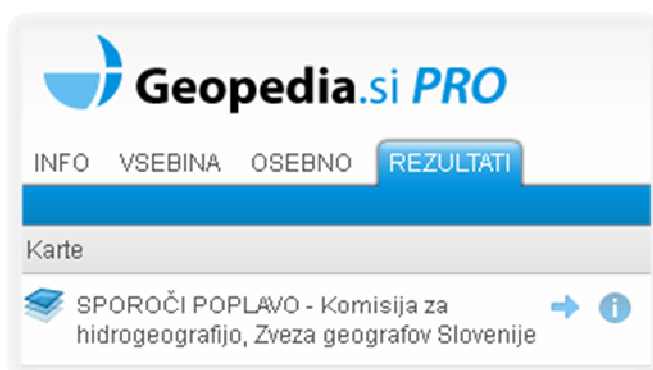 Geopedia.si PRO
INFO VSEBINA OSEBNO REZULTATI
Karte
SPOROČI POPLAVO - Komisija za
hidrogeografijo, Zveza geografov Slovenije